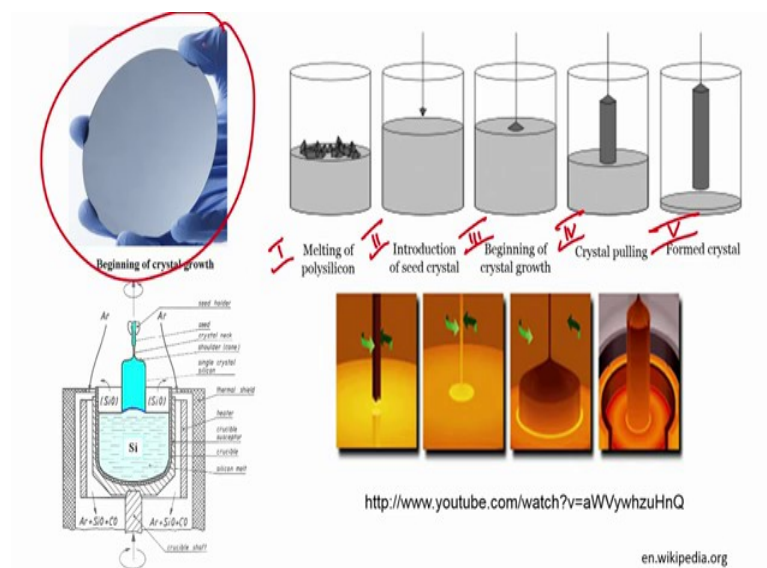 I
Melting of
polysilicon
II
Introduction
of seed crystal
III
Beginning of
crystal growth
IV
Crystal pulling
V
Formed crystal
Beginning of crystal growth
Ar
Ar
seed holder
seed
crystal neck
shoulder (cone)
single crystal
silicon
thermal shield
heater
crucible
susceptor
crucible
silicon melt
(SiO)
(SiO)
Si
Ar+SiO+CO
Ar+SiO+CO
crucible shaft
http://www.youtube.com/watch?v=aWVywhzuHnQ
en.wikipedia.org